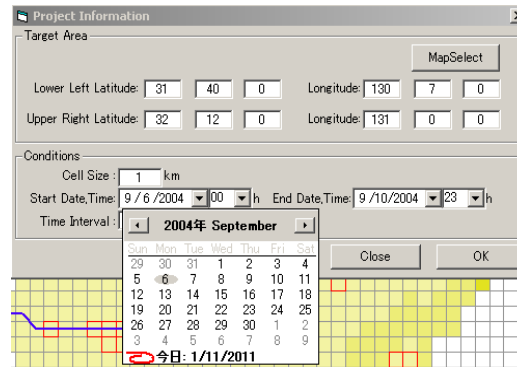 Project Information
Target Area
MapSelect
Lower Left Latitude: 31 40 0 Longitude: 130 7 0
Upper Right Latitude: 32 12 0 Longitude: 131 0 0
Conditions
Cell Size : 1 km
Start Date,Time: 9 / 6 /2004 00 h End Date,Time: 9 /10/2004 23 h
Time Interval :
2004年 September
Sun Mon Tue Wed Thu Fri Sat
29 30 31 1 2 3 4
5 6 7 8 9 10 11
12 13 14 15 16 17 18
19 20 21 22 23 24 25
26 27 28 29 30 1 2
3 4 5 6 7 8 9
今日: 1/11/2011
Close OK